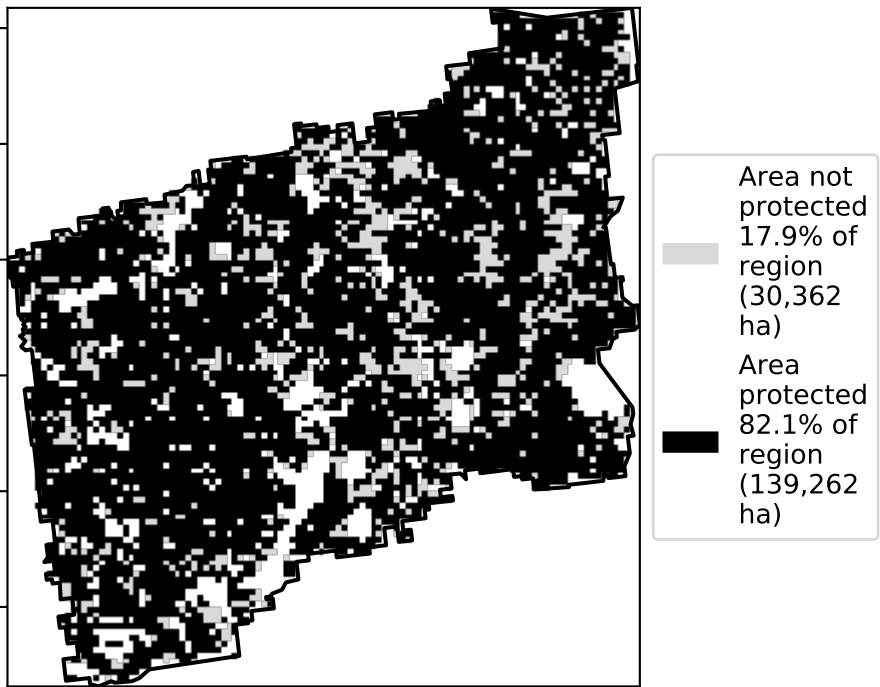 Area not
protected
17.9% of
region
(30,362
ha)
Area
protected
82.1% of
region
(139,262
ha)